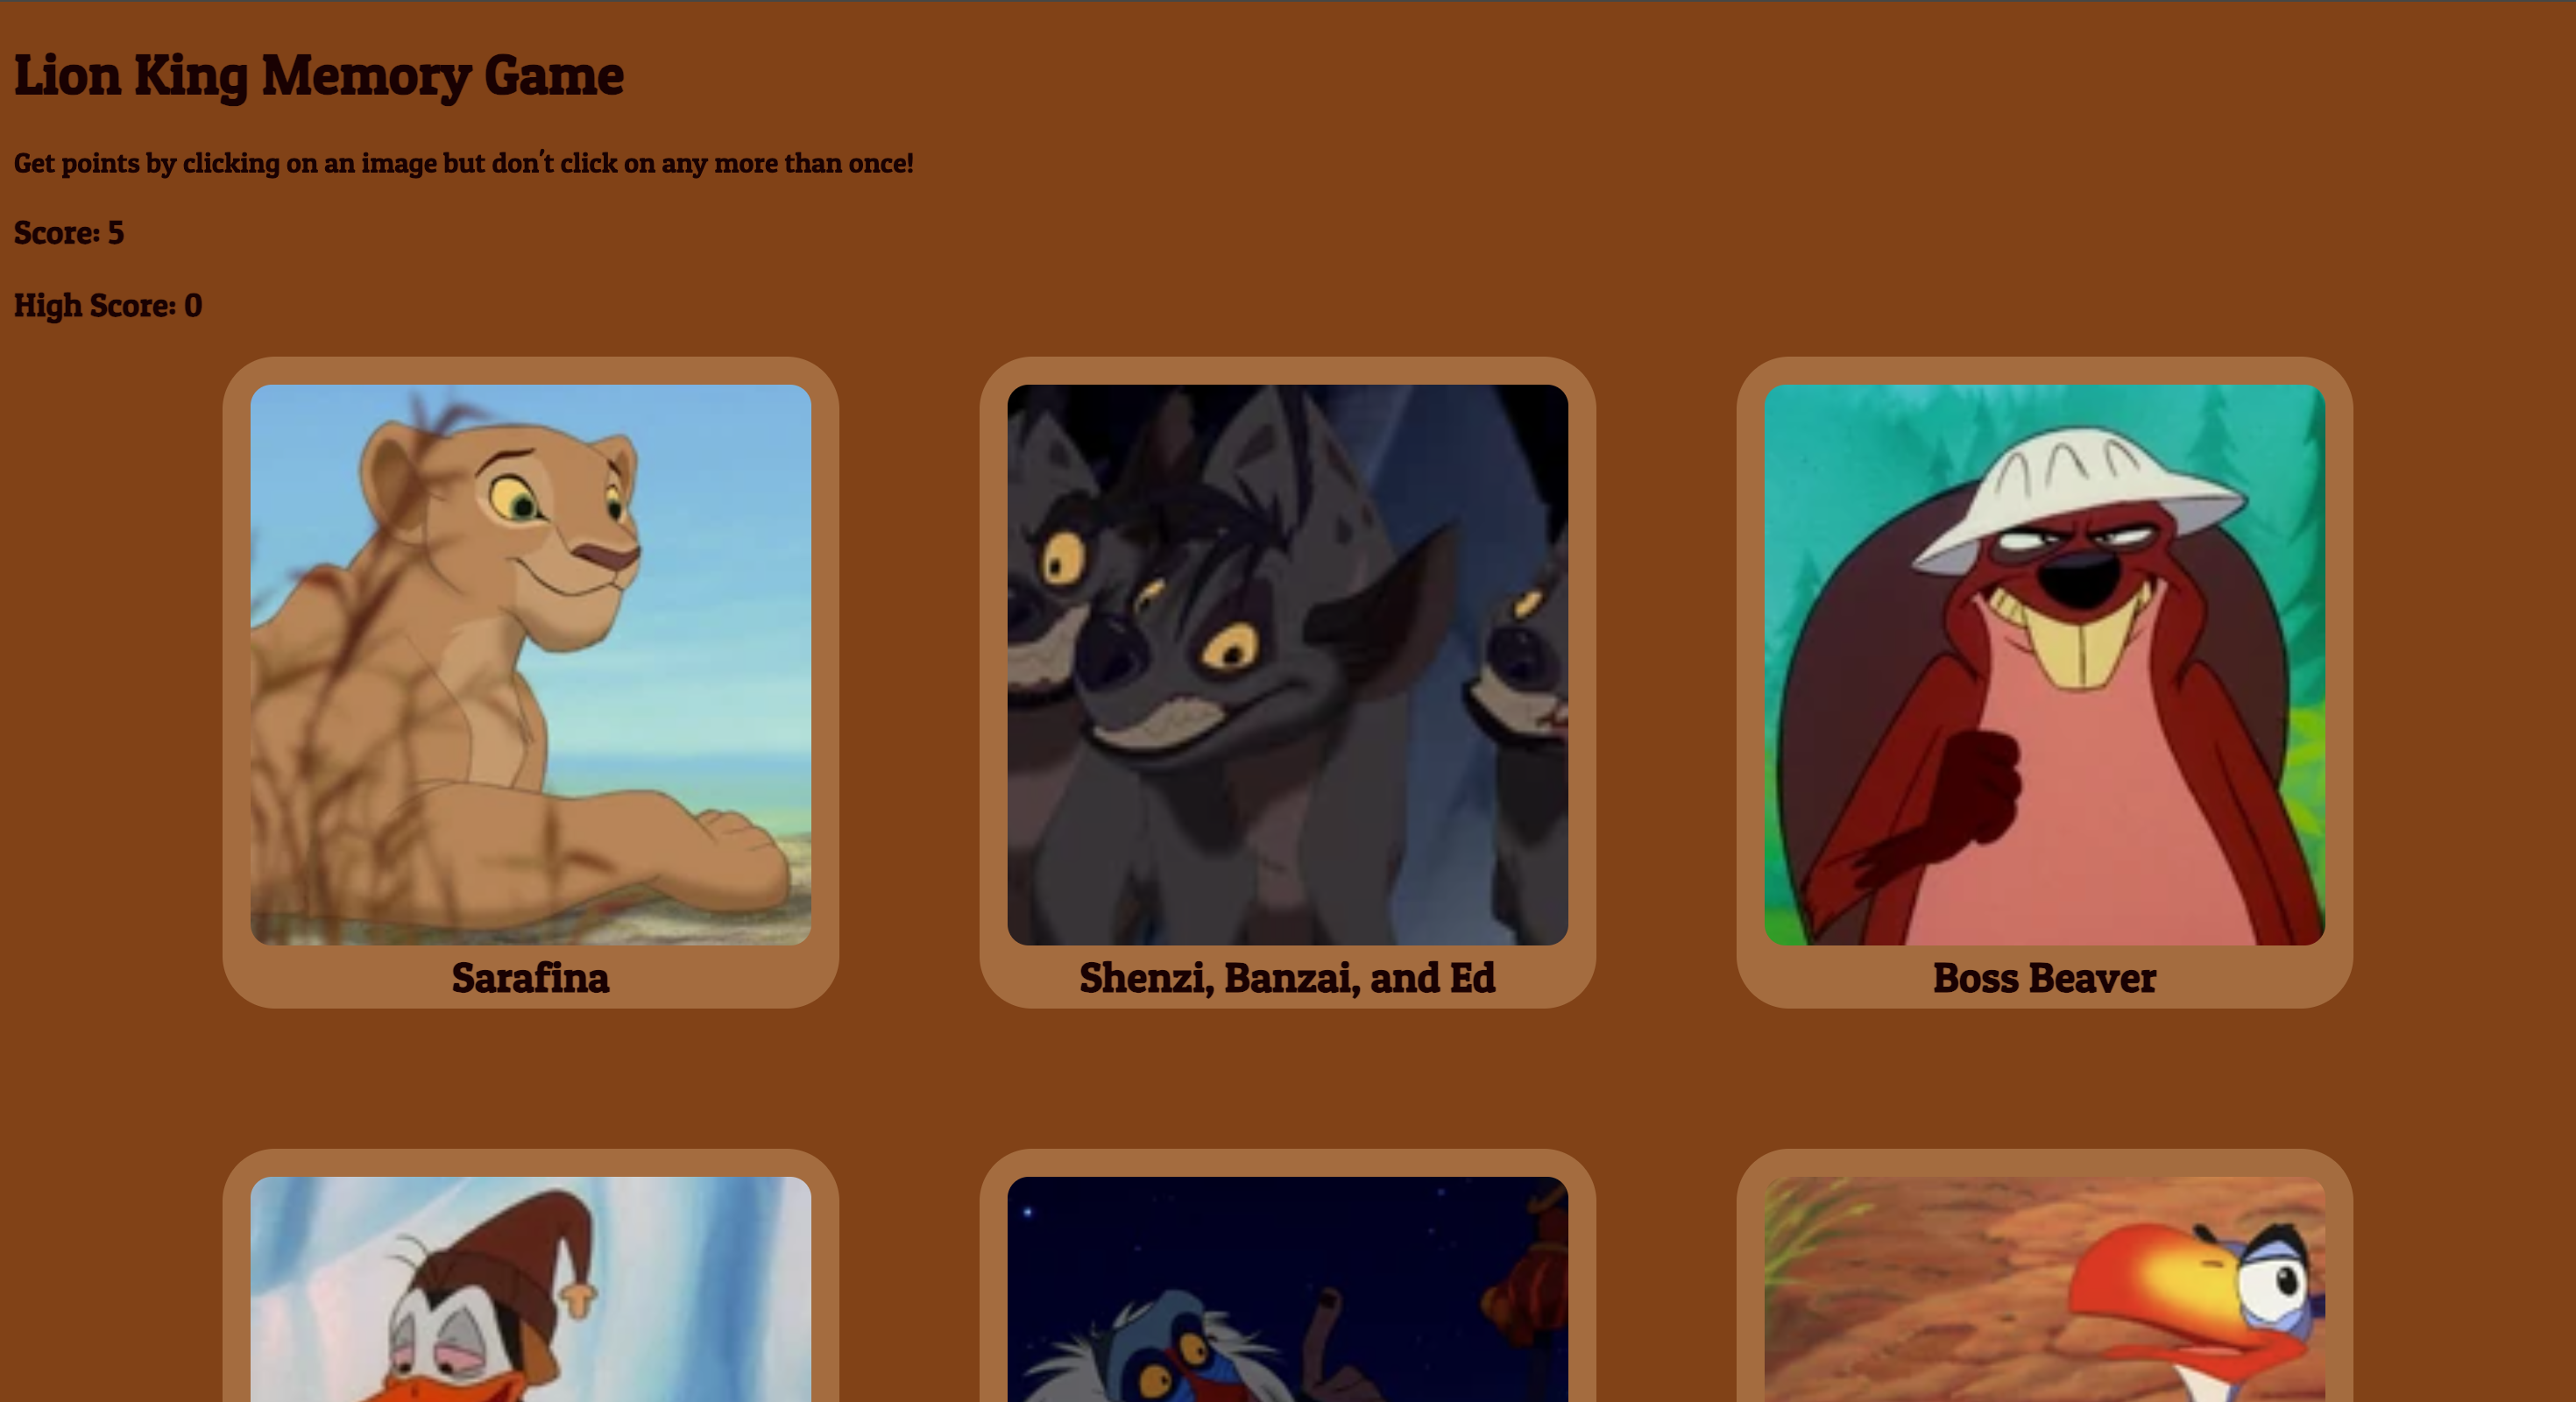 Lion King Memory Game
Get points by clicking on an image but don't click on any more than once!
Score: 5
High Score: 0
Sarafina
Shenzi, Banzai, and Ed
Boss Beaver